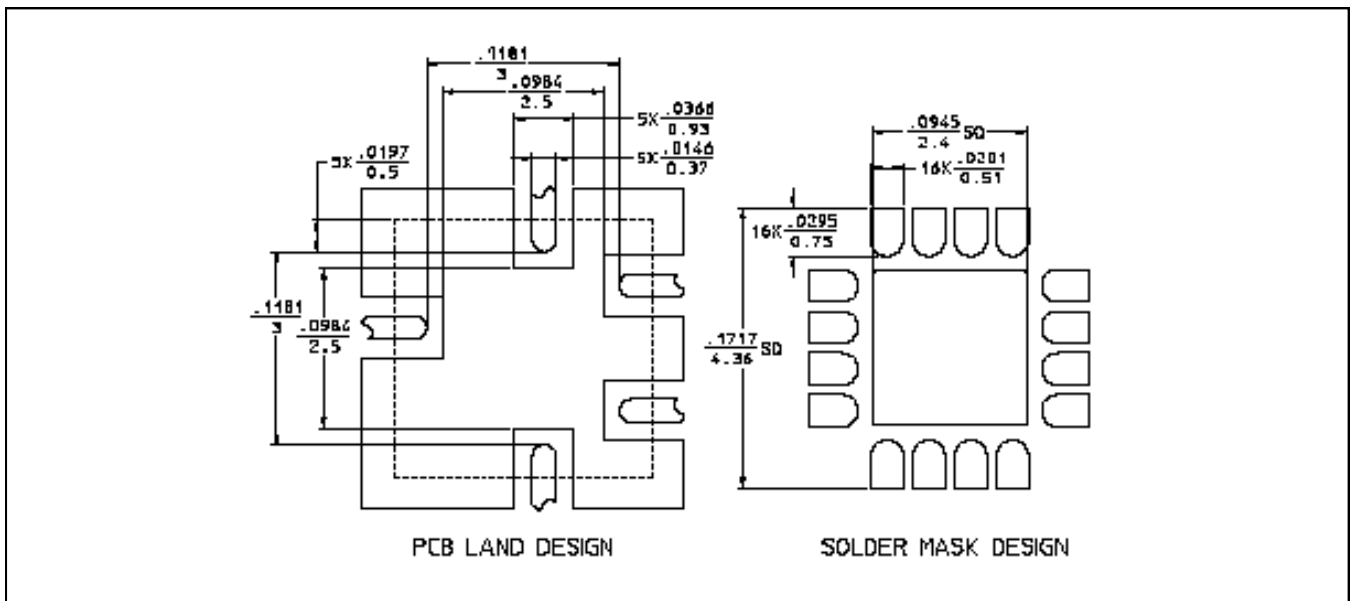 .1181
3
.0984
2.5
5X .0366
0.93
5X .0146
0.37
5X .0197
0.5
.1181
3
.0984
2.5
PCB LAND DESIGN
.0945 SQ
2.4
16X .0201
0.51
16X .0295
0.75
.1717 SQ
4.36
SOLDER MASK DESIGN